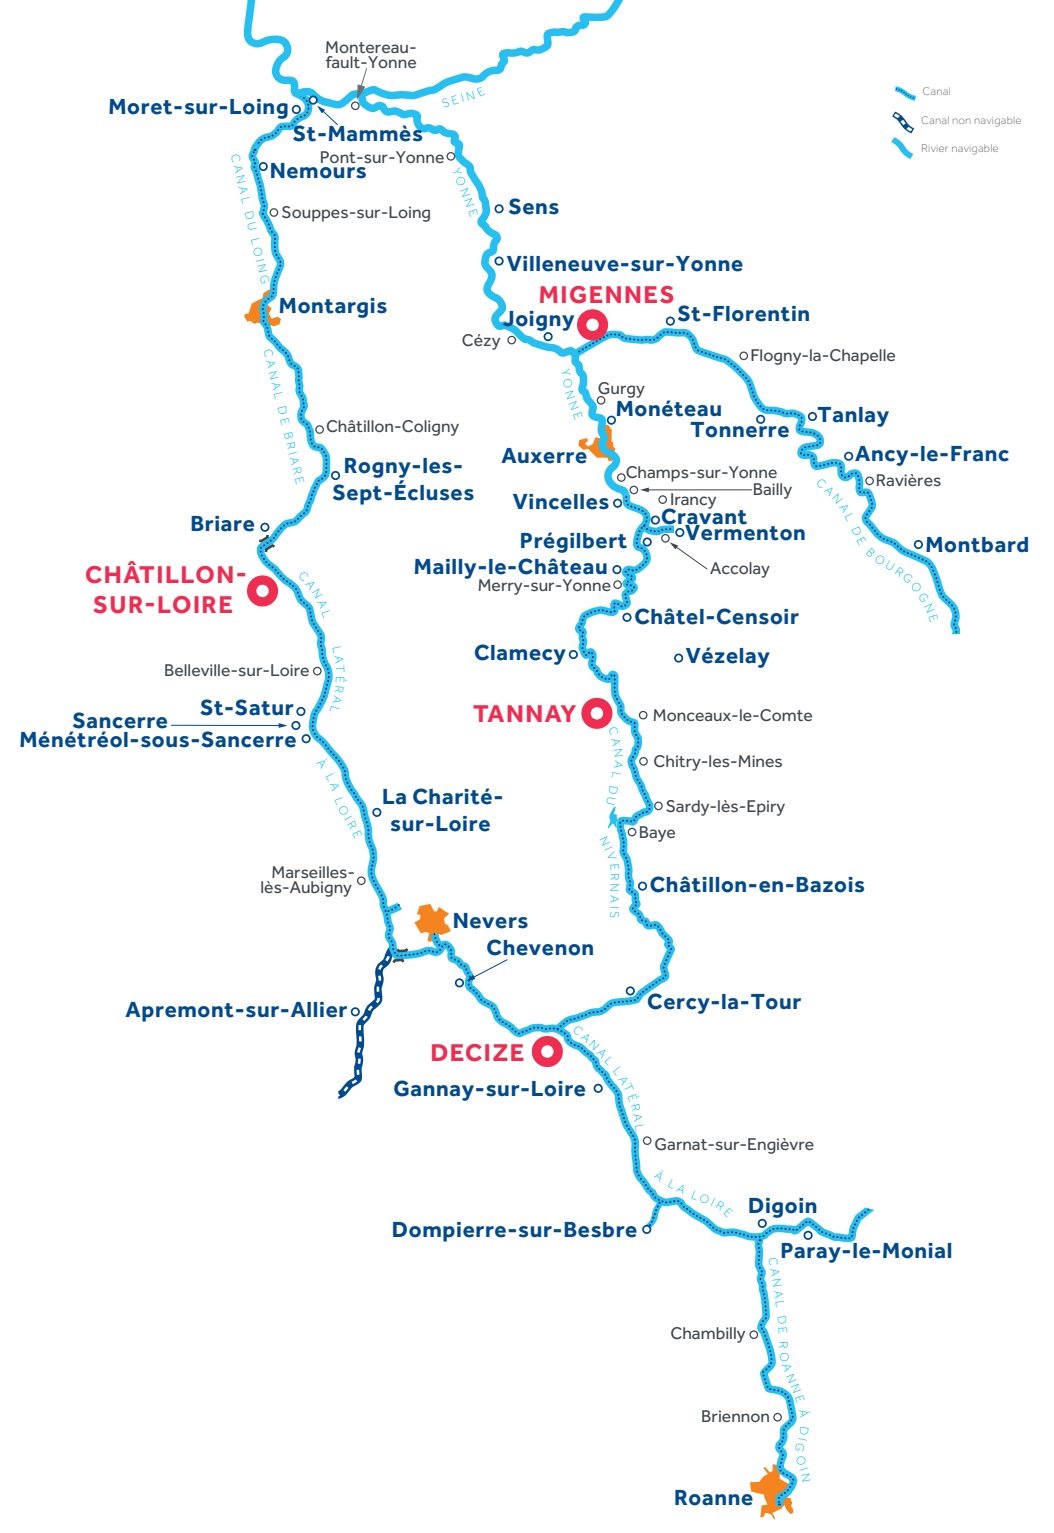 Montereau-
fault-Yonne
SEINE
Moret-sur-Loing
St-Mammès
Pont-sur-Yonne
Nemours
Canal
Canal non navigable
Rivier navigable
CANAL DU LOING
YONNE
Souppes-sur-Loing
Sens
Villeneuve-sur-Yonne
MIGENNES
Montargis
Joigny
St-Florentin
Cézy
Flogny-la-Chapelle
CANAL DE BRIARE
YONNE
Gurgy
Monéteau
Tonnerre
Tanlay
Châtillon-Coligny
Auxerre
Ancy-le-Franc
Rogny-les-
Sept-Écluses
Champs-sur-Yonne
Bailly
Ravières
Irancy
Vincelles
Cravant
Briare
Vermenton
Prégilbert
CANAL DE BOURGOGNE
Montbard
Mailly-le-Château
Accolay
Merry-sur-Yonne
CHÂTILLON-
SUR-LOIRE
CANAL
LATÉRAL
À LA LOIRE
Châtel-Censoir
Clamecy
Vézelay
Belleville-sur-Loire
St-Satur
Sancerre
Ménétréol-sous-Sancerre
TANNAY
Monceaux-le-Comte
CANAL DU
NIVERNAIS
Chitry-les-Mines
La Charité-
sur-Loire
Sardy-lès-Epiry
Baye
Marseilles-
lès-Aubigny
Châtillon-en-Bazois
Nevers
Chevenon
Apremont-sur-Allier
Cercy-la-Tour
DECIZE
CANAL LATÉRAL
À LA LOIRE
Gannay-sur-Loire
Garnat-sur-Engièvre
Digoin
Dompierre-sur-Besbre
Paray-le-Monial
CANAL DE ROANNE À DIGOIN
Chambilly
Briennon
Roanne